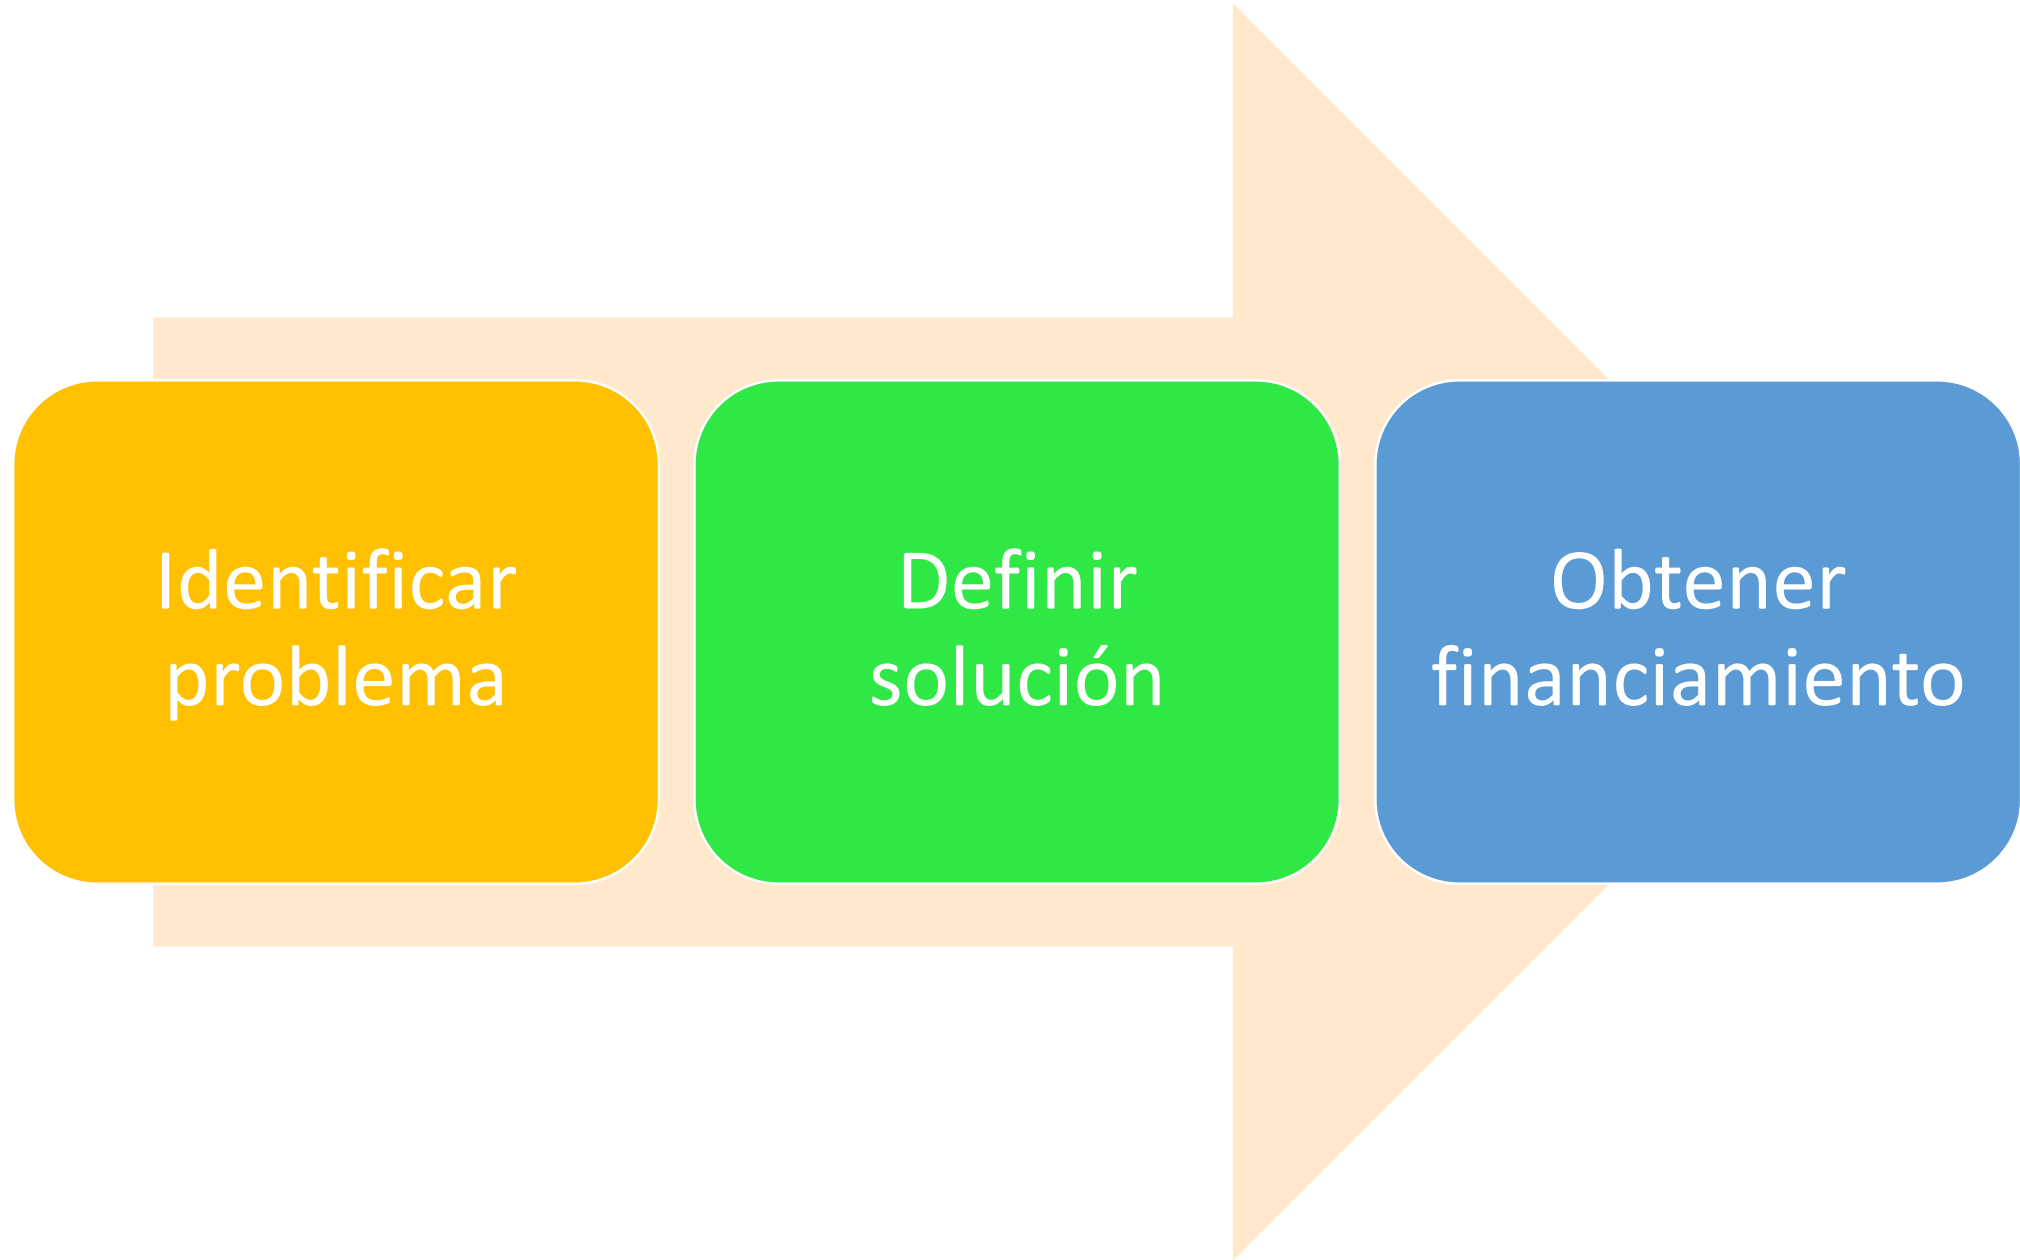 Identificar
problema
Definir
solución
Obtener
financiamiento